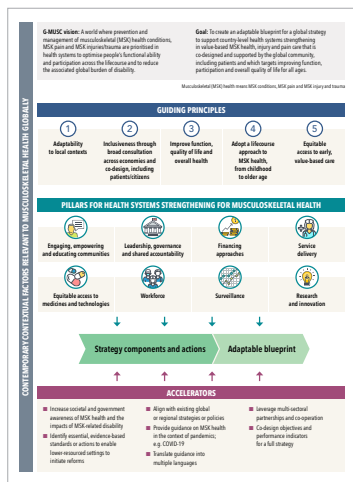 CONTEMPORARY CONTEXTUAL FACTORS RELEVANT TO MUSCULOSKELETAL HEALTH GLOBALLY
G-MUSC vision: A world where prevention and
management of musculoskeletal (MSK) health conditions,
MSK pain and MSK injuries/trauma are prioritised in
health systems to optimise people's functional ability
and participation across the lifecourse and to reduce
the associated global burden of disability.
Goal: To create an adaptable blueprint for a global strategy
to support country-level health systems strengthening
in value-based MSK health, injury and pain care that is
co-designed and supported by the global community,
including patients and which targets improving function,
participation and overall quality of life for all ages.
Musculoskeletal (MSK) health means MSK conditions, MSK pain and MSK injury and trauma
GUIDING PRINCIPLES
1
Adaptability
to local contexts
2
Inclusiveness through
broad consultation
across economies and
co-design, including
patients/citizens
3
Improve function,
quality of life and
overall health
4
Adopt a lifecourse
approach to
MSK health,
from childhood
to older age
5
Equitable
access to early,
value-based care
PILLARS FOR HEALTH SYSTEMS STRENGTHENING FOR MUSCULOSKELETAL HEALTH
Engaging, empowering
and educating communities
Leadership, governance
and shared accountability
Financing
approaches
Service
delivery
Equitable access to
medicines and technologies
Workforce
Surveillance
Research
and innovation
Strategy components and actions
Adaptable blueprint
ACCELERATORS
■ Increase societal and government
awareness of MSK health and the
impacts of MSK-related disability
■ Identify essential, evidence-based
standards or actions to enable
lower-resourced settings to
initiate reforms
■ Align with existing global
or regional strategies or policies
■ Provide guidance on MSK health
in the context of pandemics;
e.g. COVID-19
■ Translate guidance into
multiple languages
■ Leverage multi-sectoral
partnerships and co-operation
■ Co-design objectives and
performance indicators
for a full strategy